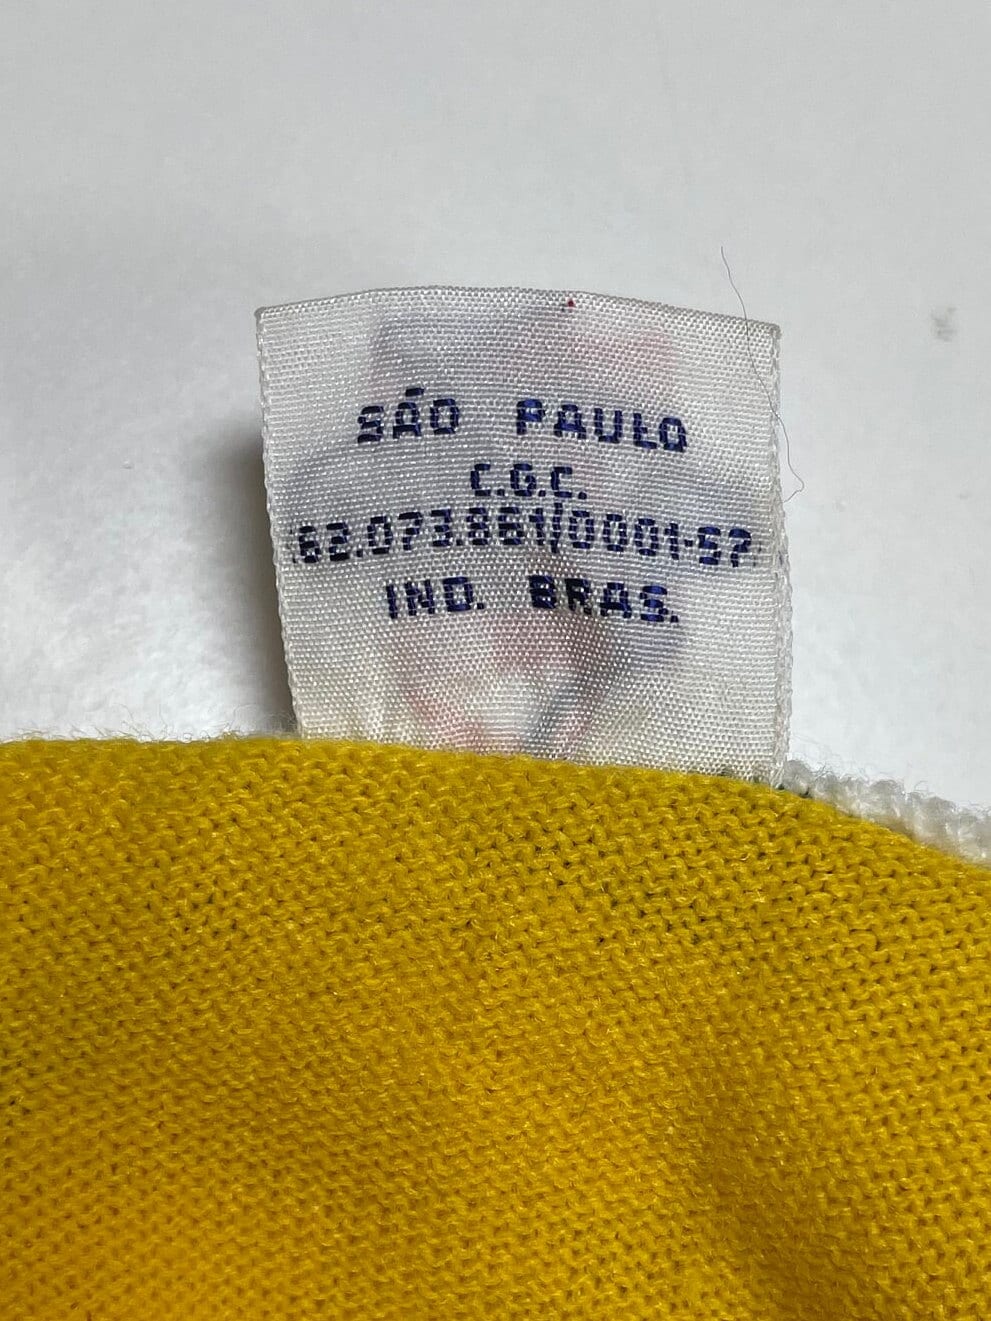 SÃO PAULO
C.G.C.
62.073.861/0001-57
IND. BRAS.